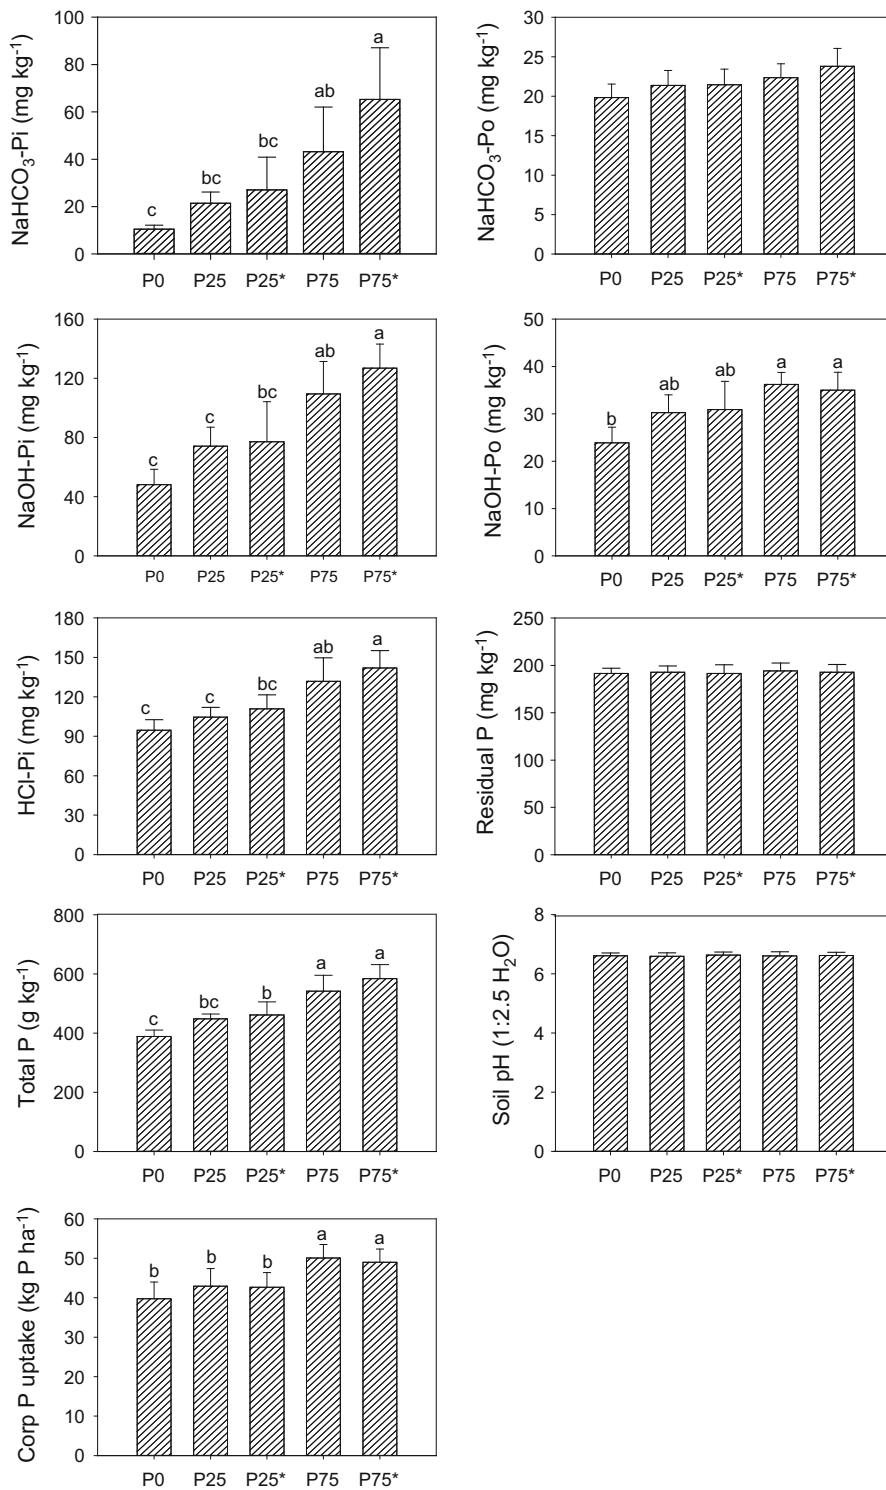 NaHCO₃-Pi (mg kg⁻¹)
100
80
60
40
20
0
c
bc
bc
ab
a
P0 P25 P25* P75 P75*
NaHCO₃-Po (mg kg⁻¹)
30
25
20
15
10
5
0
P0 P25 P25* P75 P75*
NaOH-Pi (mg kg⁻¹)
160
120
80
40
0
c
c
bc
ab
a
P0 P25 P25* P75 P75*
NaOH-Po (mg kg⁻¹)
50
40
30
20
10
0
b
ab
ab
a
a
P0 P25 P25* P75 P75*
HCl-Pi (mg kg⁻¹)
180
150
120
90
60
30
0
c
c
bc
ab
a
P0 P25 P25* P75 P75*
Residual P (mg kg⁻¹)
250
200
150
100
50
0
P0 P25 P25* P75 P75*
Total P (g kg⁻¹)
800
600
400
200
0
c
bc
b
a
a
P0 P25 P25* P75 P75*
Soil pH (1:2.5 H₂O)
8
6
4
2
0
P0 P25 P25* P75 P75*
Corp P uptake (kg P ha⁻¹)
60
50
40
30
20
10
0
b
b
b
a
a
P0 P25 P25* P75 P75*